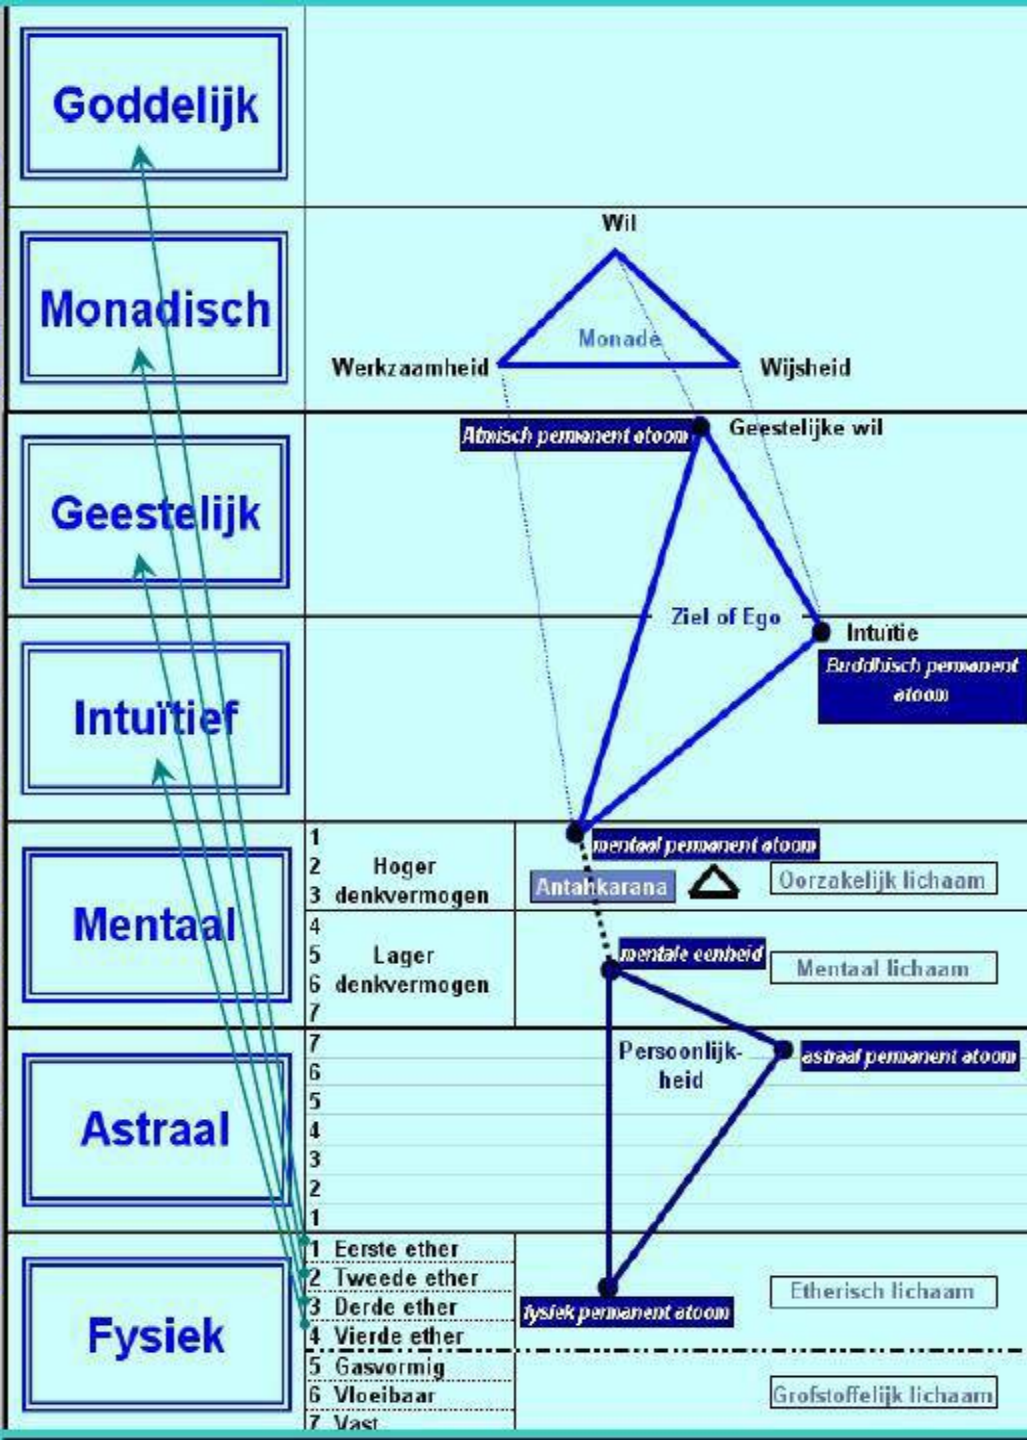 Goddelijk
Monadisch
Wil
Monade
Werkzaamheid
Wijsheid
Geestelijk
Atmisch permanent atoom
Geestelijke wil
Ziel of Ego
Intuïtief
Intuïtie
Buddhisch permanent
atoom
Mentaal
1
2 Hoger
3 denkvermogen
mentaal permanent atoom
Antahkarana
Oorzakelijk lichaam
4
5 Lager
6 denkvermogen
7
mentale eenheid
Mentaal lichaam
Astraal
7
6
5
4
3
2
1
Persoonlijk-
heid
astraal permanent atoom
Fysiek
1 Eerste ether
2 Tweede ether
3 Derde ether
4 Vierde ether
5 Gasvormig
6 Vloeibaar
7 Vast
fysiek permanent atoom
Etherisch lichaam
Grofstoffelijk lichaam